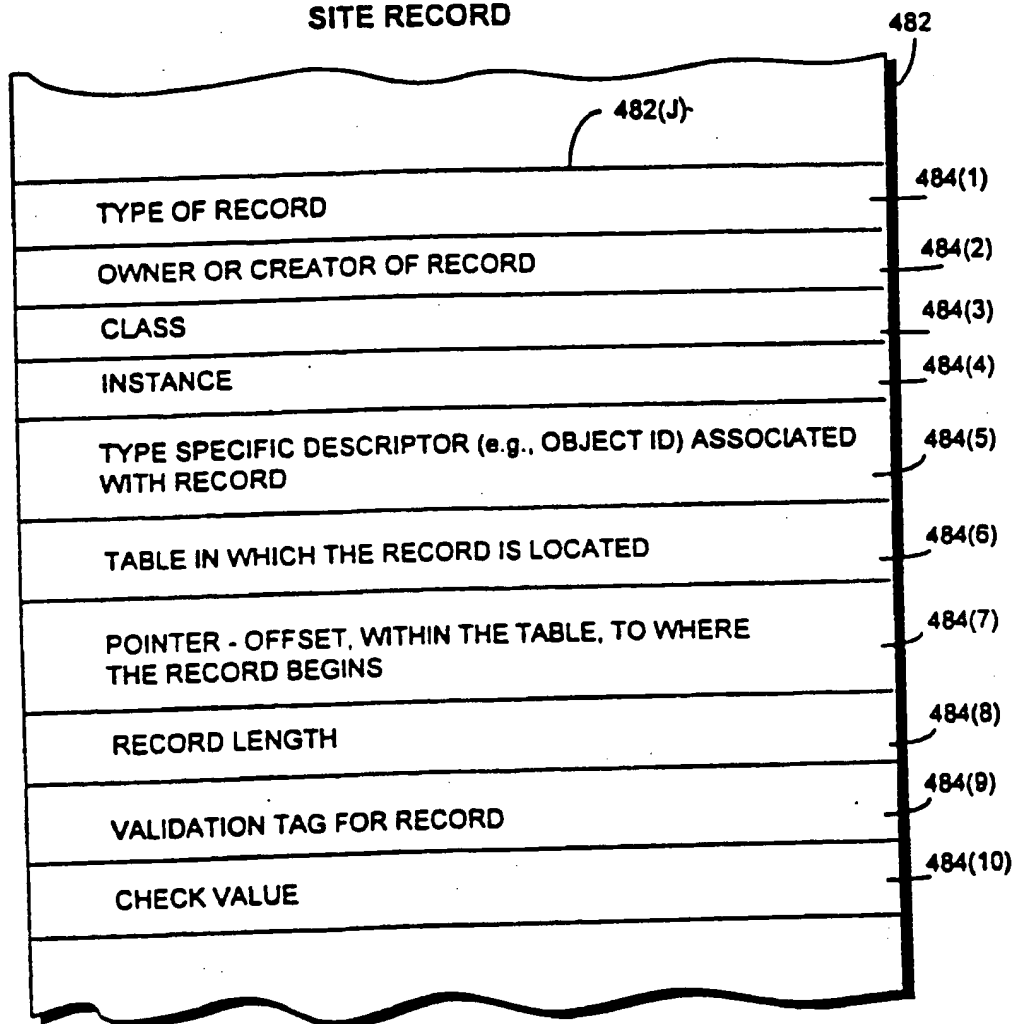 SITE RECORD
482
482(J)
484(1)
TYPE OF RECORD
484(2)
OWNER OR CREATOR OF RECORD
484(3)
CLASS
484(4)
INSTANCE
484(5)
TYPE SPECIFIC DESCRIPTOR (e.g., OBJECT ID) ASSOCIATED
WITH RECORD
484(6)
TABLE IN WHICH THE RECORD IS LOCATED
484(7)
POINTER - OFFSET, WITHIN THE TABLE, TO WHERE
THE RECORD BEGINS
484(8)
RECORD LENGTH
484(9)
VALIDATION TAG FOR RECORD
484(10)
CHECK VALUE